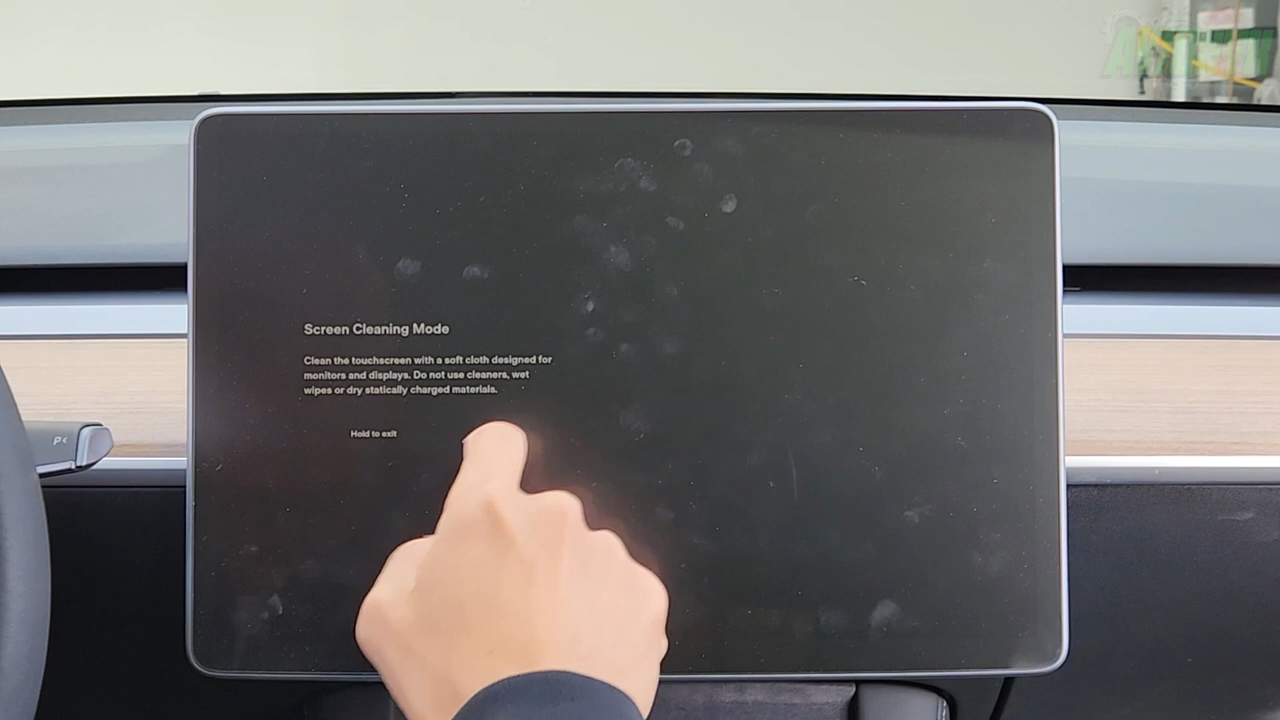 Screen Cleaning Mode
Clean the touchscreen with a soft cloth designed for
monitors and displays. Do not use cleaners, wet
wipes or dry statically charged materials.
Hold to exit
P<